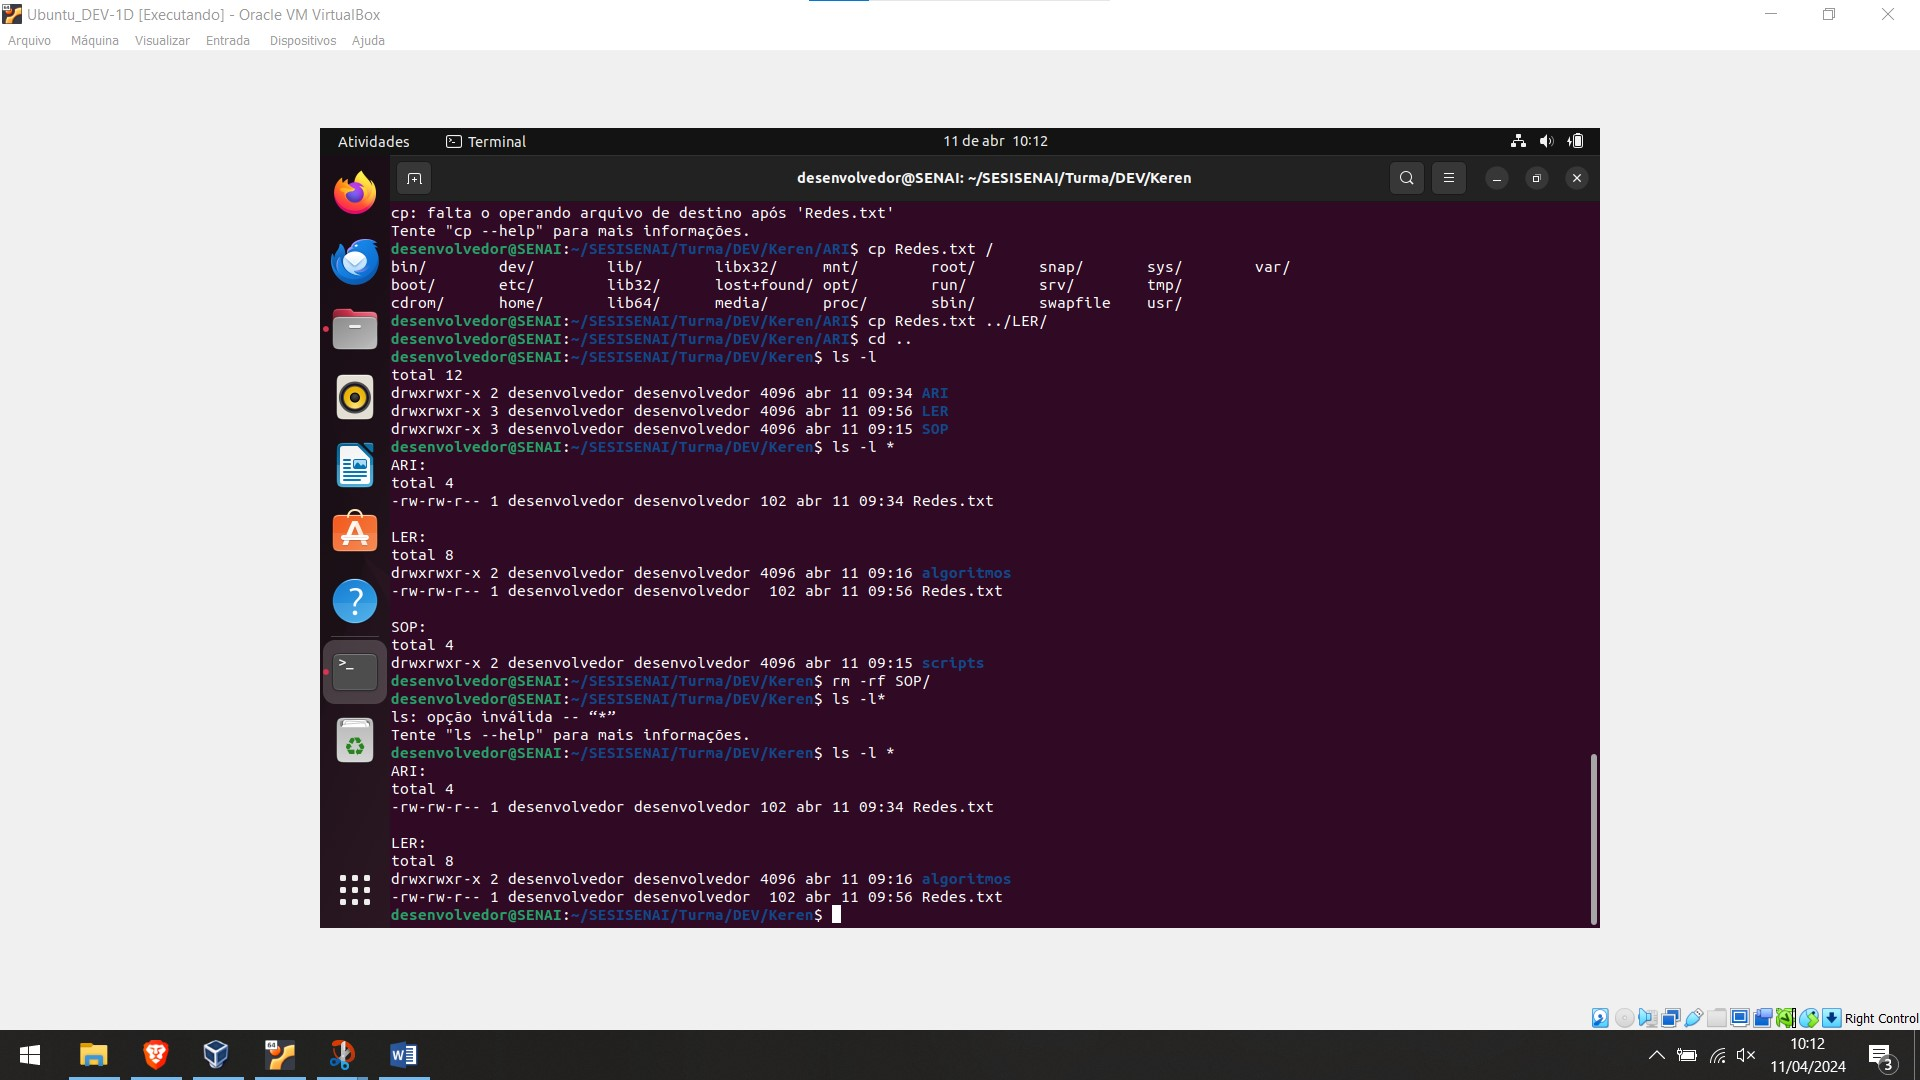 Ubuntu_DEV-1D [Executando] - Oracle VM VirtualBox
Arquivo Máquina Visualizar Entrada Dispositivos Ajuda
Atividades Terminal 11 de abr 10:12
desenvolvedor@SENAI: ~/SESISENAI/Turma/DEV/Keren
cp: falta o operando arquivo de destino após 'Redes.txt'
Tente "cp --help" para mais informações.
desenvolvedor@SENAI:~/SESISENAI/Turma/DEV/Keren/ARI$ cp Redes.txt /
bin/ dev/ lib/ libx32/ mnt/ root/ snap/ sys/ var/
boot/ etc/ lib32/ lost+found/ opt/ run/ srv/ tmp/
cdrom/ home/ lib64/ media/ proc/ sbin/ swapfile usr/
desenvolvedor@SENAI:~/SESISENAI/Turma/DEV/Keren/ARI$ cp Redes.txt ../LER/
desenvolvedor@SENAI:~/SESISENAI/Turma/DEV/Keren/ARI$ cd ..
desenvolvedor@SENAI:~/SESISENAI/Turma/DEV/Keren$ ls -l
total 12
drwxrwxr-x 2 desenvolvedor desenvolvedor 4096 abr 11 09:34 ARI
drwxrwxr-x 3 desenvolvedor desenvolvedor 4096 abr 11 09:56 LER
drwxrwxr-x 3 desenvolvedor desenvolvedor 4096 abr 11 09:15 SOP
desenvolvedor@SENAI:~/SESISENAI/Turma/DEV/Keren$ ls -l *
ARI:
total 4
-rw-rw-r-- 1 desenvolvedor desenvolvedor 102 abr 11 09:34 Redes.txt
LER:
total 8
drwxrwxr-x 2 desenvolvedor desenvolvedor 4096 abr 11 09:16 algoritmos
-rw-rw-r-- 1 desenvolvedor desenvolvedor  102 abr 11 09:56 Redes.txt
SOP:
total 4
drwxrwxr-x 2 desenvolvedor desenvolvedor 4096 abr 11 09:15 scripts
desenvolvedor@SENAI:~/SESISENAI/Turma/DEV/Keren$ rm -rf SOP/
desenvolvedor@SENAI:~/SESISENAI/Turma/DEV/Keren$ ls -l*
ls: opção inválida -- “*”
Tente "ls --help" para mais informações.
desenvolvedor@SENAI:~/SESISENAI/Turma/DEV/Keren$ ls -l *
ARI:
total 4
-rw-rw-r-- 1 desenvolvedor desenvolvedor 102 abr 11 09:34 Redes.txt
LER:
total 8
drwxrwxr-x 2 desenvolvedor desenvolvedor 4096 abr 11 09:16 algoritmos
-rw-rw-r-- 1 desenvolvedor desenvolvedor  102 abr 11 09:56 Redes.txt
desenvolvedor@SENAI:~/SESISENAI/Turma/DEV/Keren$
Right Control
10:12
11/04/2024
3